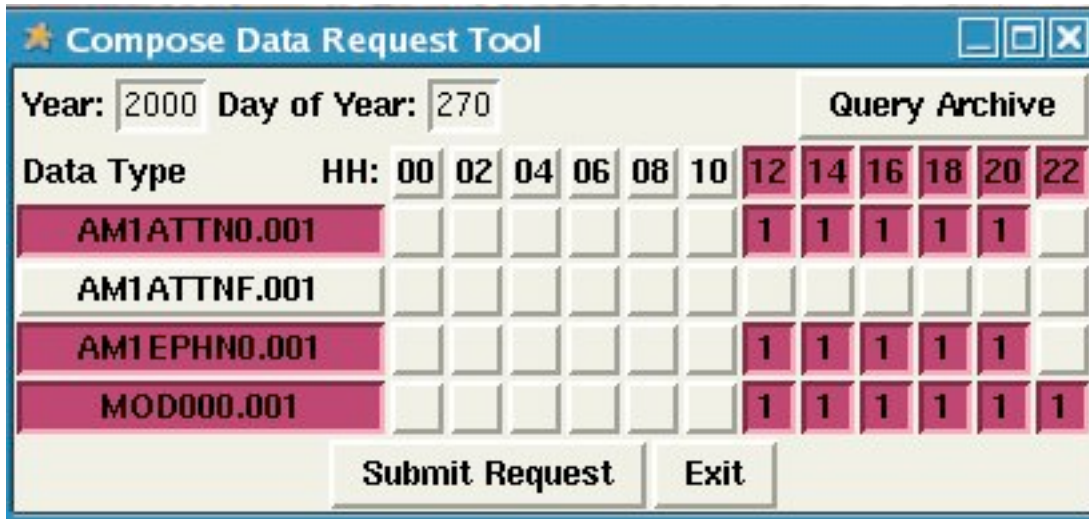 Compose Data Request Tool
Year: 2000 Day of Year: 270 Query Archive
Data Type HH: 00 02 04 06 08 10 12 14 16 18 20 22
AM1ATTN0.001 1 1 1 1 1
AM1ATTNF.001
AM1EPHN0.001 1 1 1 1 1
MOD000.001 1 1 1 1 1 1
Submit Request Exit